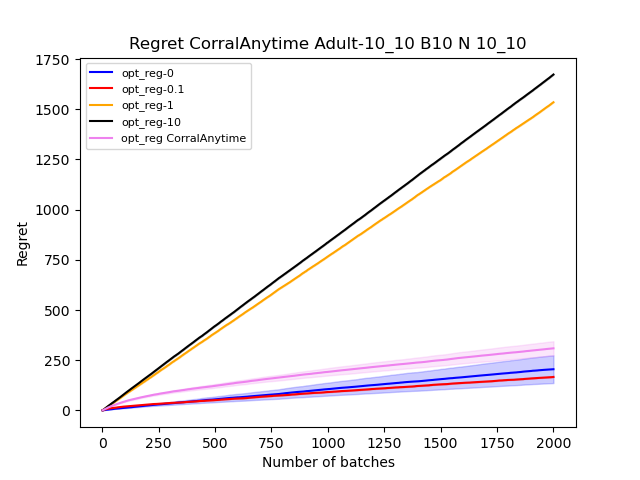 Regret CorralAnytime Adult-10_10 B10 N 10_10
opt_reg-0
opt_reg-0.1
opt_reg-1
opt_reg-10
opt_reg CorralAnytime
Regret
1750
1500
1250
1000
750
500
250
0
0 250 500 750 1000 1250 1500 1750 2000
Number of batches